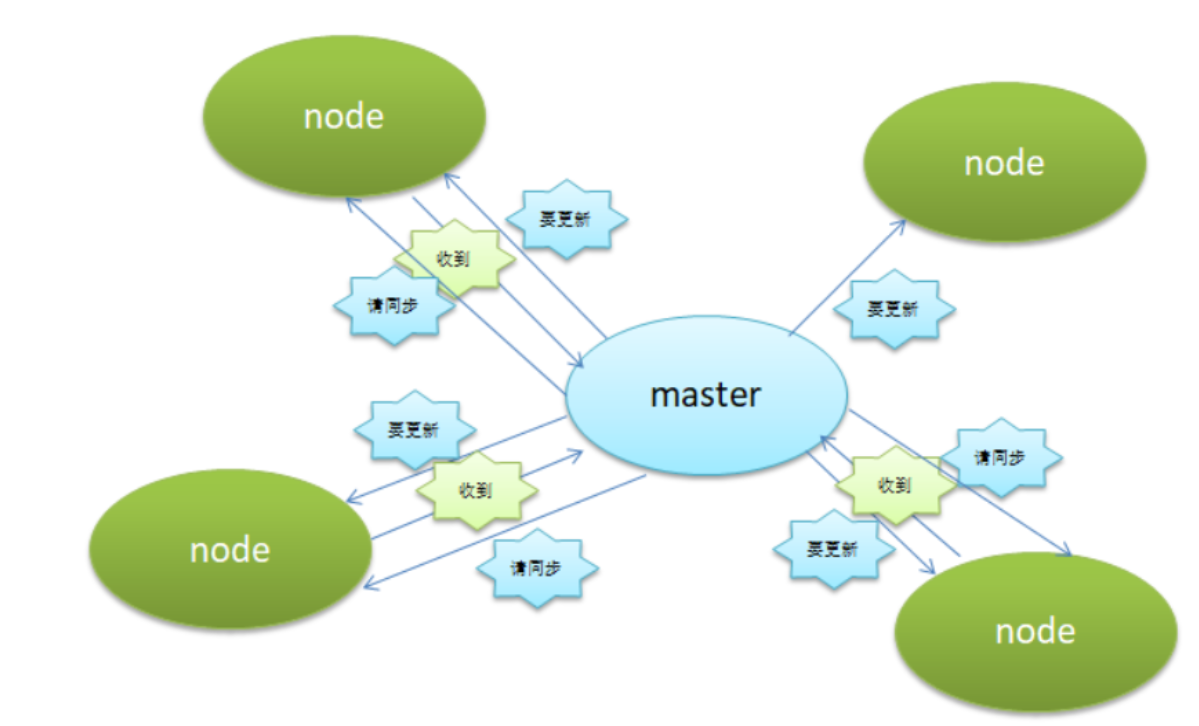 node
node
要更新
收到
请同步
要更新
master
要更新
请同步
收到
收到
要更新
请同步
node
node